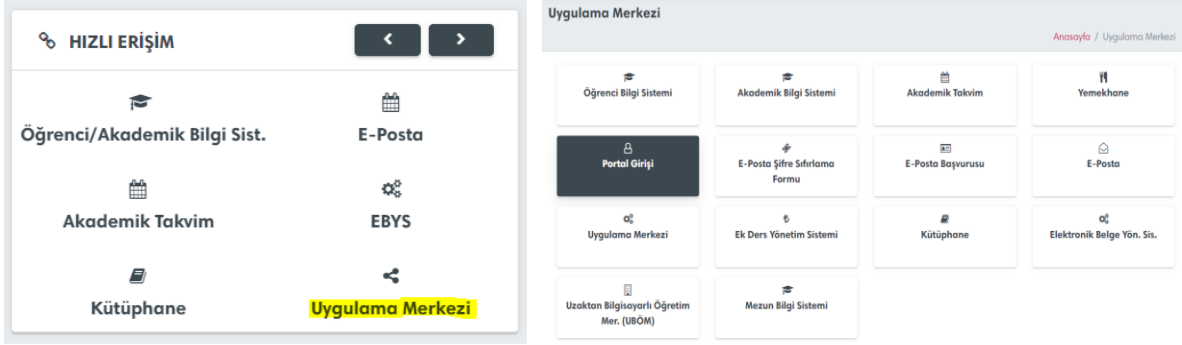 HIZLI ERİŞİM
Öğrenci/Akademik Bilgi Sist.
E-Posta
Akademik Takvim
EBYS
Kütüphane
Uygulama Merkezi
Uygulama Merkezi
Anasayfa / Uygulama Merkezi
Öğrenci Bilgi Sistemi
Akademik Bilgi Sistemi
Akademik Takvim
Yemekhane
Portal Girişi
E-Posta Şifre Sıfırlama
Formu
E-Posta Başvurusu
E-Posta
Uygulama Merkezi
Ek Ders Yönetim Sistemi
Kütüphane
Elektronik Belge Yön. Sis.
Uzaktan Bilgisayarlı Öğretim
Mer. (UBÖM)
Mezun Bilgi Sistemi